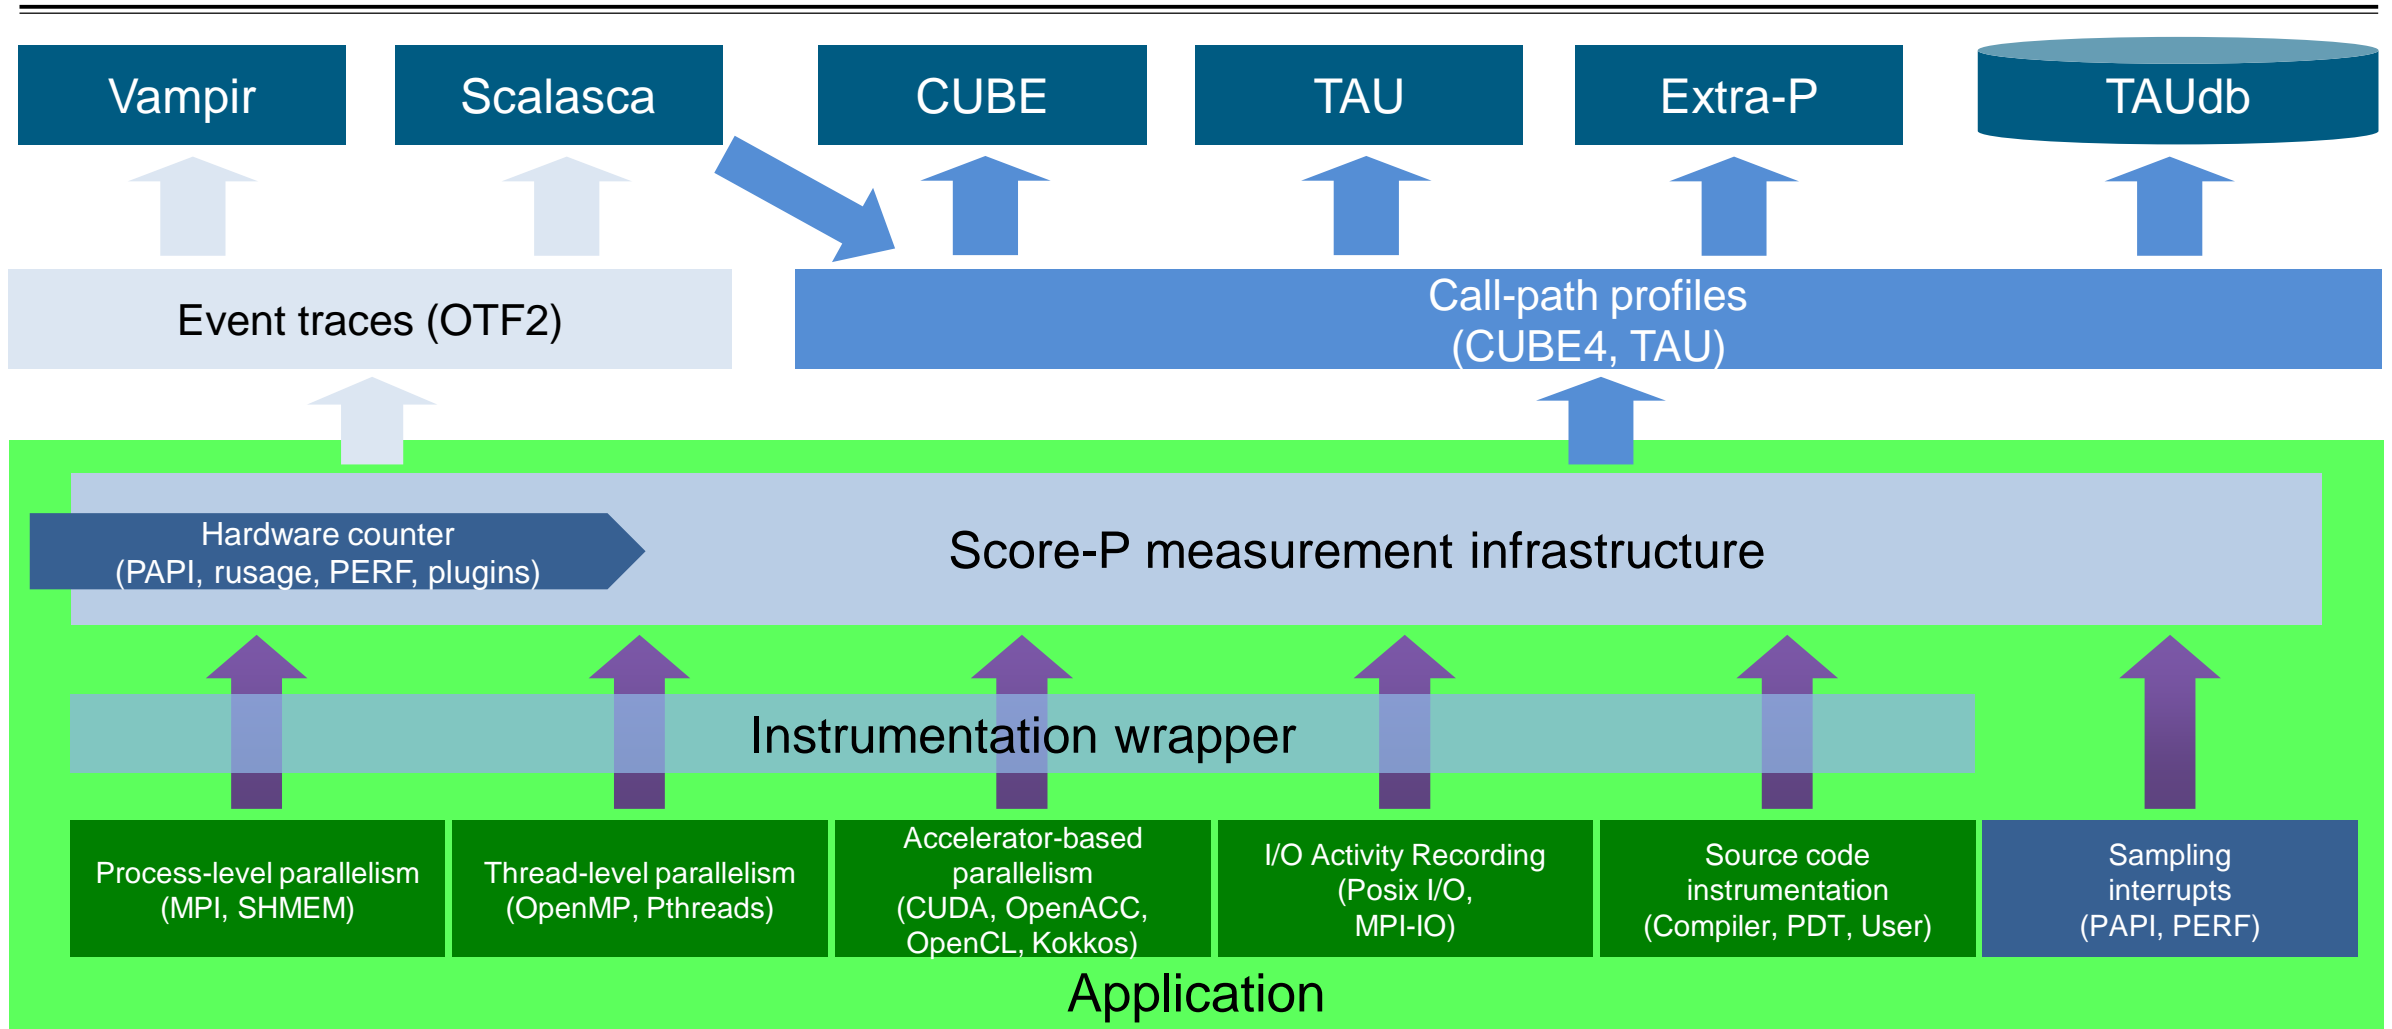 Vampir
Scalasca
CUBE
TAU
Extra-P
TAUdb
Event traces (OTF2)
Call-path profiles
(CUBE4, TAU)
Hardware counter
(PAPI, rusage, PERF, plugins)
Score-P measurement infrastructure
Instrumentation wrapper
Process-level parallelism
(MPI, SHMEM)
Thread-level parallelism
(OpenMP, Pthreads)
Accelerator-based
parallelism
(CUDA, OpenACC,
OpenCL, Kokkos)
I/O Activity Recording
(Posix I/O,
MPI-IO)
Source code
instrumentation
(Compiler, PDT, User)
Sampling
interrupts
(PAPI, PERF)
Application